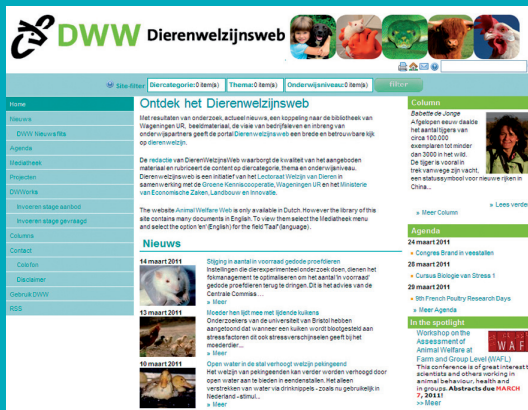 DWW Dierenwelzijnsweb
Site-filter Diercategorie:0 item(s) Thema:0 item(s) Onderwijsniveau:0 item(s) filter
Home
Nieuws
DWW Nieuwsflits
Agenda
Mediatheek
Projecten
DWWorks
Invoeren stage aanbod
Invoeren stage gevraagd
Columns
Contact
Colofon
Disclaimer
Gebruik DWW
RSS
Ontdek het Dierenwelzijnsweb
Met resultaten van onderzoek, actueel nieuws, een koppeling naar de bibliotheek van
Wageningen UR, beeldmateriaal, de visie van bedrijfsleven en inbreng van
onderwijspartners geeft de portal Dierenwelzijnsweb een brede en betrouwbare kijk
op dierenwelzijn.
De redactie van DierenWelzijnsWeb waarborgt de kwaliteit van het aangeboden
materiaal en rubriceert de content op diercategorie, thema en onderwijsniveau.
Dierenwelzijnsweb is een initiatief van het Lectoraat Welzijn van Dieren in
samenwerking met de Groene Kenniscooperatie, Wageningen UR en het Ministerie
van Economische Zaken, Landbouw en Innovatie.
The website Animal Welfare Web is only available in Dutch. However the library of this
site contains many documents in English. To view them select the Mediatheek menu
and select the option 'en' (English) for the field 'Taal' (language) .
Nieuws
14 maart 2011
Stijging in aantal in voorraad gedode proefdieren
Instellingen die dierexperimenteel onderzoek doen, dienen het
fokmanagement te optimaliseren om het aantal 'in voorraad'
gedode proefdieren terug te dringen. Dit is het advies van de
Centrale Commiss...
» Meer
13 maart 2011
Moeder hen lijdt mee met lijdende kuikens
Onderzoekers van de universiteit van Bristol hebben
aangetoond dat wanneer een kuiken wordt blootgesteld aan
stressfactoren dit ook stressverschijnselen geeft bij het
moederdier...
» Meer
10 maart 2011
Open water in de stal verhoogt welzijn pekingeend
Het welzijn van pekingeenden kan verder worden verhoogd door
open water aan te bieden in eendenstallen. Het alleen
verstrekken van water via drinknippels - zoals nu gebruikelijk in
Nederland - stimul...
» Meer
Column
Babette de Jonge
Afgelopen eeuw daalde
het aantal tijgers van
circa 100.000
exemplaren tot minder
dan 3000 in het wild.
De tijger is vooral in
trek vanwege zijn vacht,
een statussymbool voor nieuwe rijken in
China...
» Lees verder
» Meer Column
Agenda
24 maart 2011
Congres Brand in veestallen
28 maart 2011
Cursus Biologie van Stress 1
29 maart 2011
9th French Poultry Research Days
» Meer Agenda
In the spotlight
Workshop on the
Assessment of
Animal Welfare at
Farm and Group Level (WAFL)
WAF
This conference is of great interest t
scientists and others working in
animal behaviour, health and
in groups. Abstracts due MARCH
7, 2011!
>> Meer